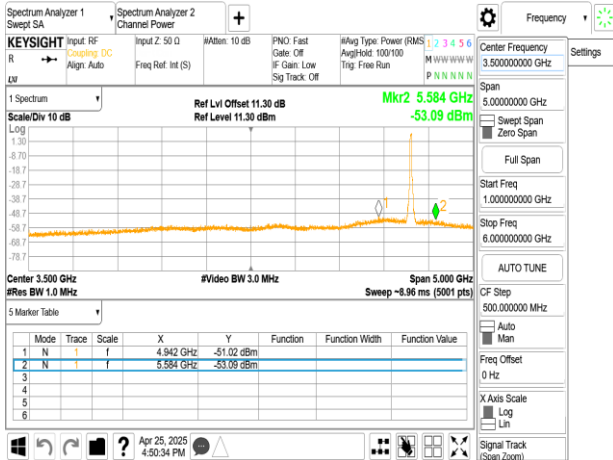 Spectrum Analyzer 1
Swept SA
Spectrum Analyzer 2
Channel Power
+
Frequency
KEYSIGHT
R
Input: RF
Coupling: DC
Align: Auto
Input Z: 50 Ω
Freq Ref: Int (S)
#Atten: 10 dB
PNO: Fast
Gate: Off
IF Gain: Low
Sig Track: Off
#Avg Type: Power (RMS
Avg|Hold: 100/100
Trig: Free Run
1 2 3 4 5 6
M W W W W W
P N N N N N
Settings
1 Spectrum
Scale/Div 10 dB
Ref Lvl Offset 11.30 dB
Ref Level 11.30 dBm
Mkr2 5.584 GHz
-53.09 dBm
Log
1.30
-8.70
-18.7
-28.7
-38.7
-48.7
-58.7
-68.7
-78.7
1
2
Center 3.500 GHz
#Res BW 1.0 MHz
#Video BW 3.0 MHz
Span 5.000 GHz
Sweep ~8.96 ms (5001 pts)
5 Marker Table
Mode Trace Scale X Y Function Function Width Function Value
1 N 1 f 4.942 GHz -51.02 dBm
2 N 1 f 5.584 GHz -53.09 dBm
3
4
5
6
Apr 25, 2025
4:50:34 PM
Center Frequency
3.500000000 GHz
Span
5.00000000 GHz
Swept Span
Zero Span
Full Span
Start Freq
1.000000000 GHz
Stop Freq
6.000000000 GHz
AUTO TUNE
CF Step
500.000000 MHz
Auto
Man
Freq Offset
0 Hz
X Axis Scale
Log
Lin
Signal Track
(Span Zoom)